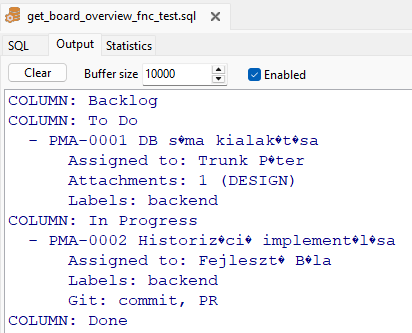 get_board_overview_fnc_test.sql
SQL Output Statistics
Clear Buffer size 10000 Enabled
COLUMN: Backlog
COLUMN: To Do
- PMA-0001 DB s�ma kialak�t�sa
Assigned to: Trunk P�ter
Attachments: 1 (DESIGN)
Labels: backend
COLUMN: In Progress
- PMA-0002 Historiz�ci� implement�l�sa
Assigned to: Fejleszt� B�la
Labels: backend
Git: commit, PR
COLUMN: Done